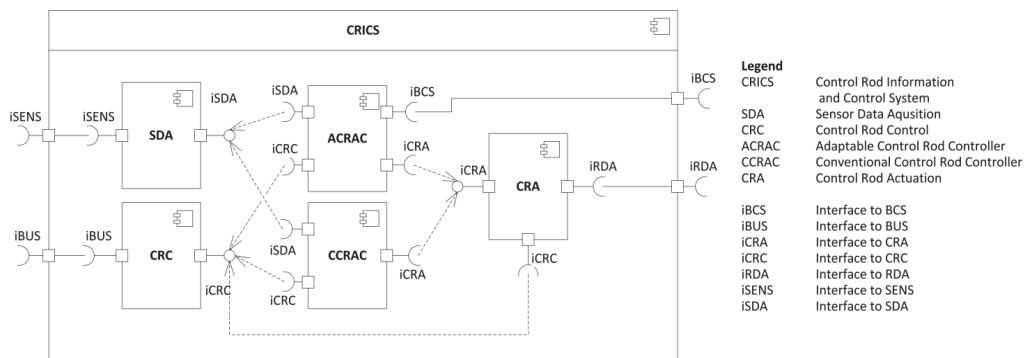 CRICS
iSENS
iSENS
SDA
iSDA
iSDA
iCRC
ACRAC
iBCS
iCRA
iBCS
iCRA
CRA
iRDA
iRDA
iBUS
iBUS
CRC
iCRC
iSDA
iCRC
CCRAC
iCRA
iCRC
Legend
CRICS Control Rod Information
and Control System
SDA Sensor Data Aqusition
CRC Control Rod Control
ACRAC Adaptable Control Rod Controller
CCRAC Conventional Control Rod Controller
CRA Control Rod Actuation
iBCS Interface to BCS
iBUS Interface to BUS
iCRA Interface to CRA
iCRC Interface to CRC
iRDA Interface to RDA
iSENS Interface to SENS
iSDA Interface to SDA